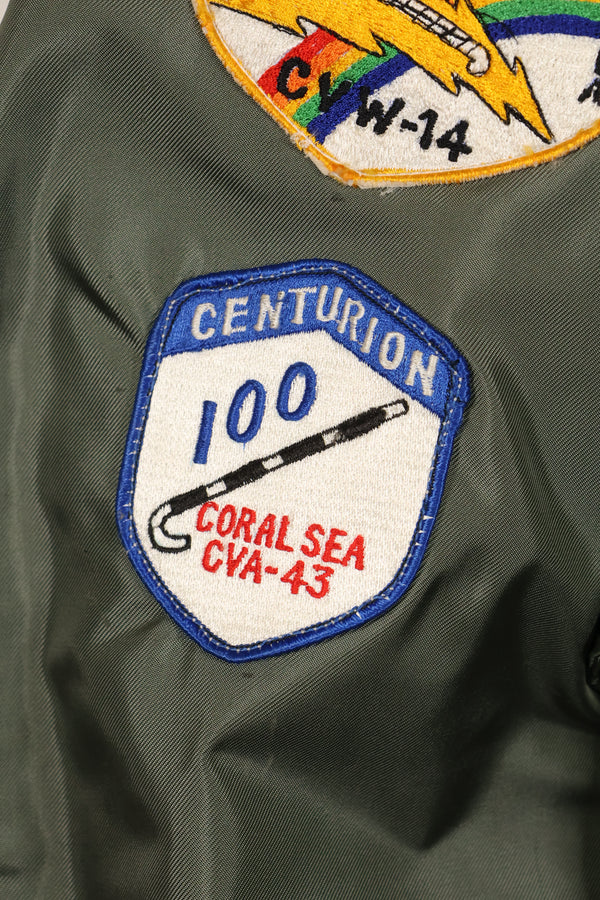 CVW-14
CENTURION
100
CORAL SEA
CVA-43